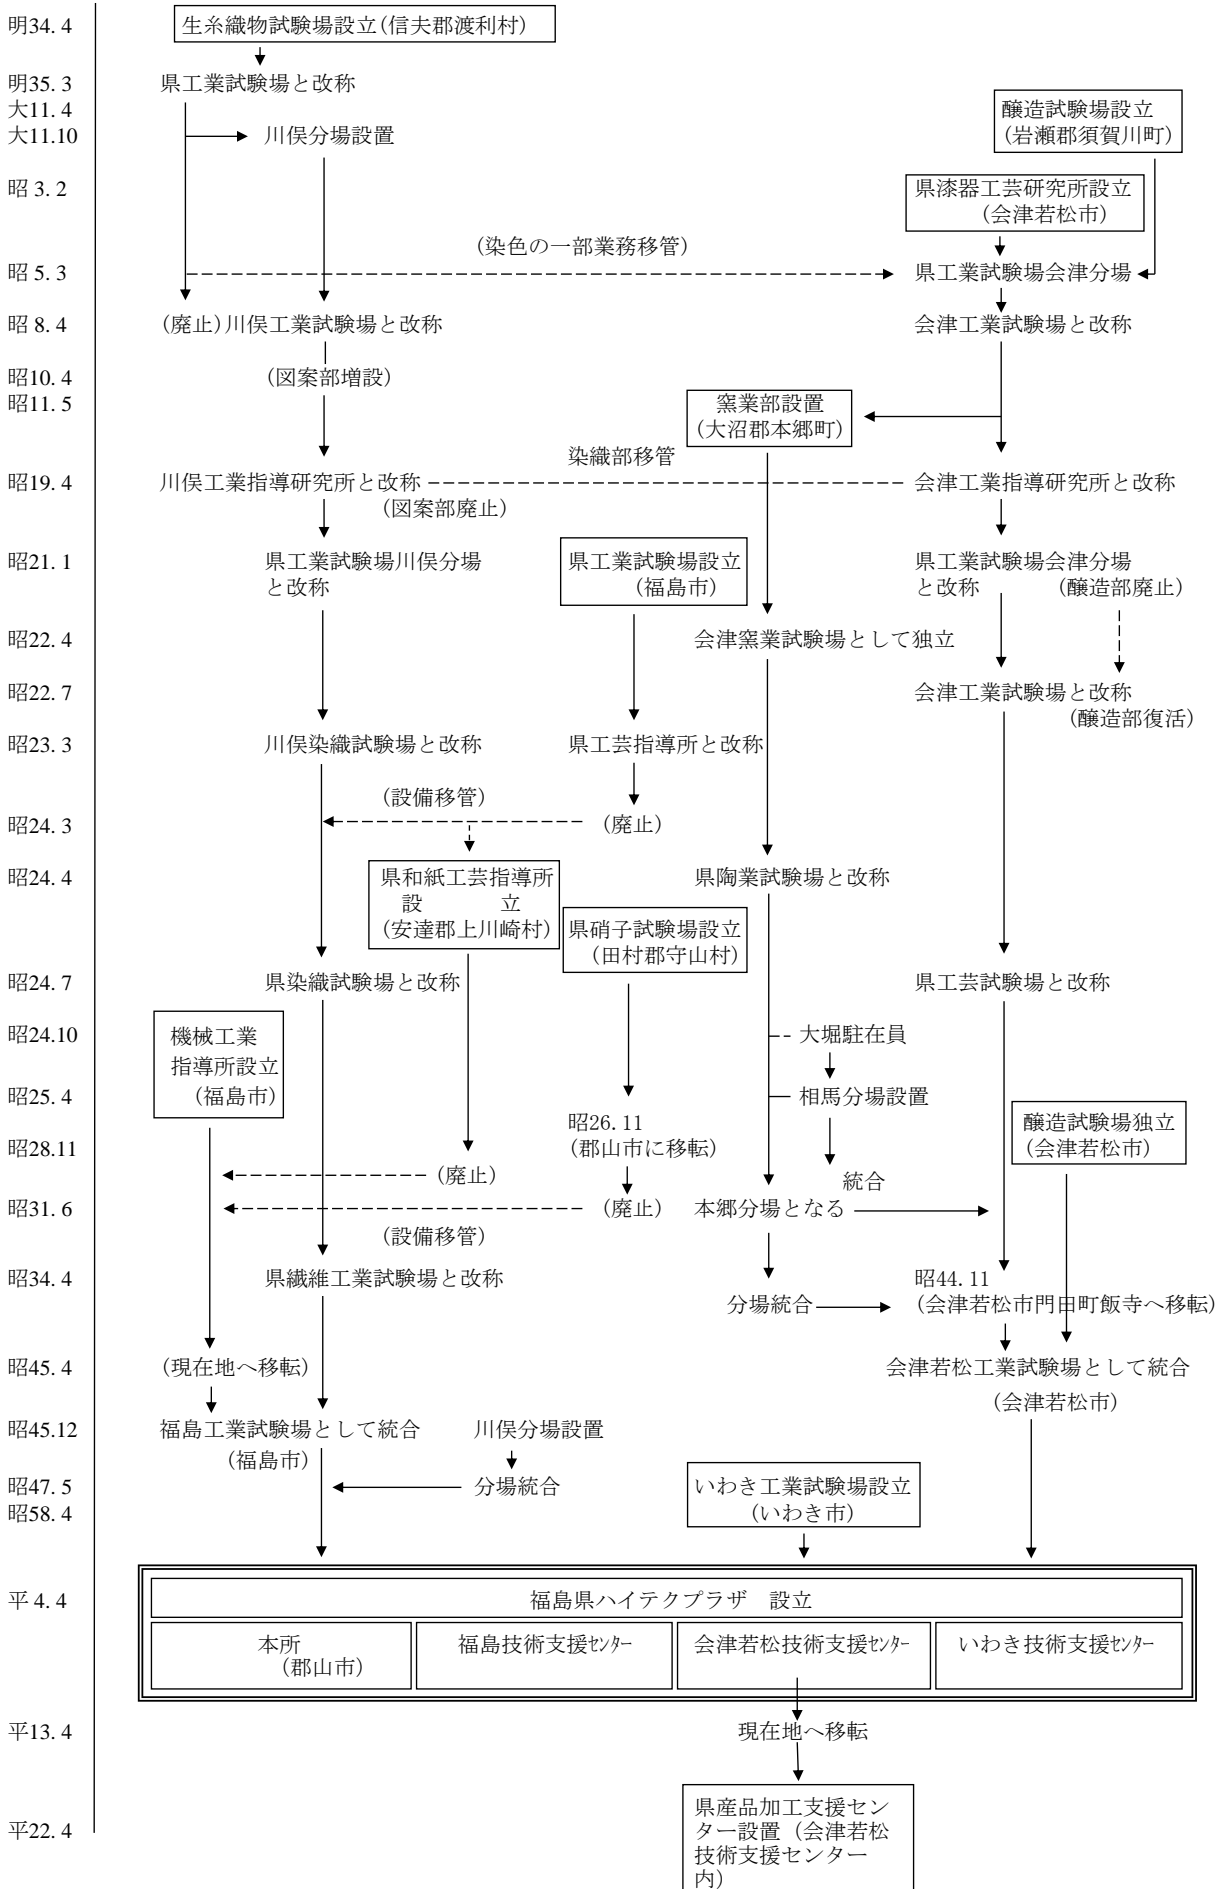 明34. 4
生糸織物試験場設立(信夫郡渡利村)
明35. 3
県工業試験場と改称
大11. 4
醸造試験場設立
(岩瀬郡須賀川町)
大11.10
川俣分場設置
昭 3. 2
県漆器工芸研究所設立
(会津若松市)
(染色の一部業務移管)
昭 5. 3
県工業試験場会津分場
昭 8. 4
(廃止)川俣工業試験場と改称
会津工業試験場と改称
昭10. 4
(図案部増設)
昭11. 5
窯業部設置
(大沼郡本郷町)
染織部移管
昭19. 4
川俣工業指導研究所と改称
会津工業指導研究所と改称
(図案部廃止)
昭21. 1
県工業試験場川俣分場
と改称
県工業試験場設立
(福島市)
県工業試験場会津分場
と改称
(醸造部廃止)
昭22. 4
会津窯業試験場として独立
昭22. 7
会津工業試験場と改称
(醸造部復活)
昭23. 3
川俣染織試験場と改称
県工芸指導所と改称
(設備移管)
昭24. 3
(廃止)
昭24. 4
県和紙工芸指導所
設 立
(安達郡上川崎村)
県陶業試験場と改称
県硝子試験場設立
(田村郡守山村)
昭24. 7
県染織試験場と改称
県工芸試験場と改称
昭24.10
機械工業
指導所設立
(福島市)
大堀駐在員
昭25. 4
相馬分場設置
昭26. 11
(郡山市に移転)
醸造試験場独立
(会津若松市)
昭28.11
(廃止)
統合
昭31. 6
(廃止)
本郷分場となる
(設備移管)
昭34. 4
県繊維工業試験場と改称
昭44. 11
(会津若松市門田町飯寺へ移転)
分場統合
昭45. 4
(現在地へ移転)
会津若松工業試験場として統合
(会津若松市)
昭45.12
福島工業試験場として統合
(福島市)
川俣分場設置
昭47. 5
分場統合
いわき工業試験場設立
(いわき市)
昭58. 4
平 4. 4
福島県ハイテクプラザ 設立
本所
(郡山市)
福島技術支援ｾﾝﾀｰ
会津若松技術支援ｾﾝﾀｰ
いわき技術支援ｾﾝﾀｰ
平13. 4
現在地へ移転
平22. 4
県産品加工支援セン
ター設置（会津若松
技術支援センター
内）